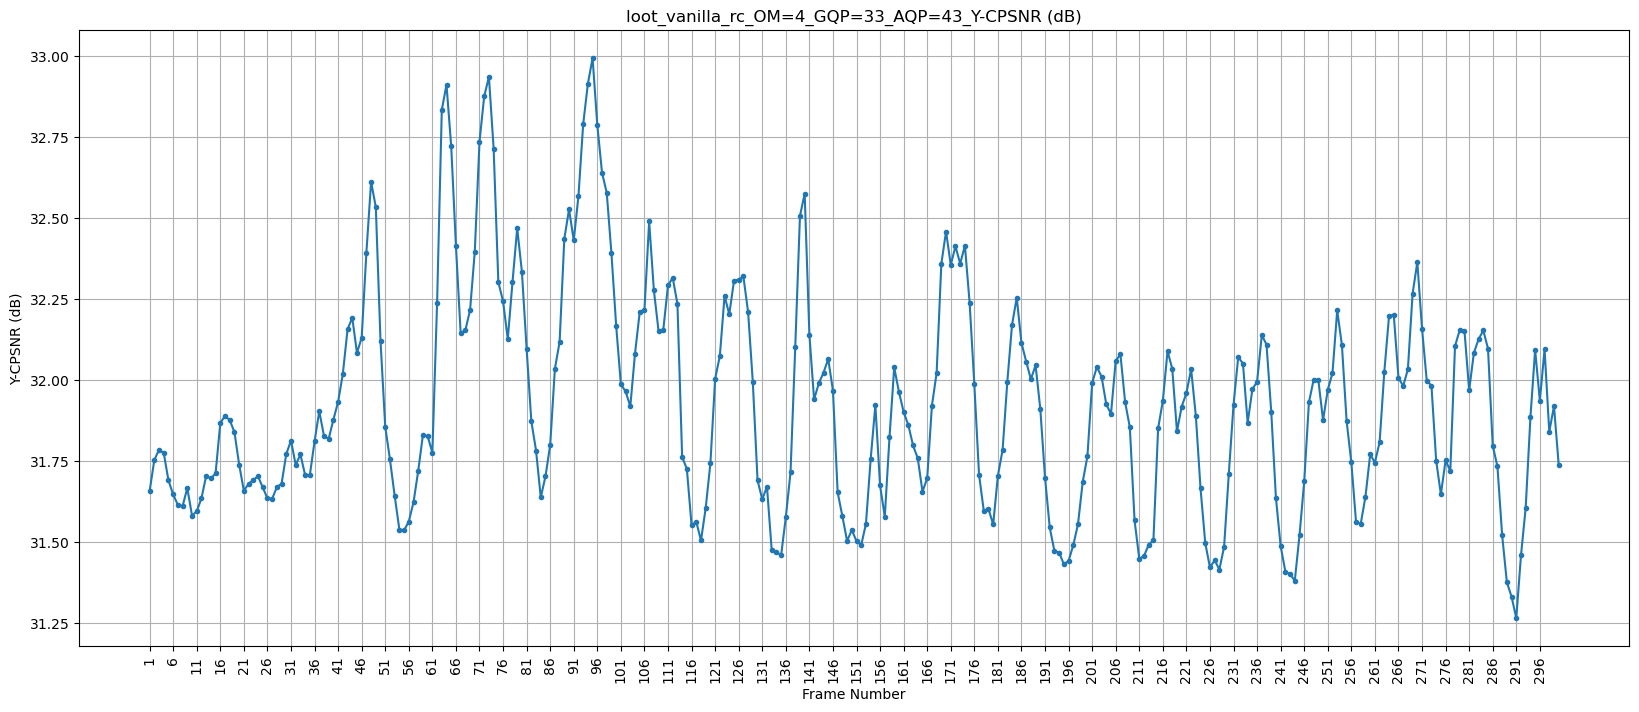 loot_vanilla_rc_OM=4_GQP=33_AQP=43_Y-CPSNR (dB)
Y-CPSNR (dB)
33.00
32.75
32.50
32.25
32.00
31.75
31.50
31.25
1 6 11 16 21 26 31 36 41 46 51 56 61 66 71 76 81 86 91 96 101 106 111 116 121 126 131 136 141 146 151 156 161 166 171 176 181 186 191 196 201 206 211 216 221 226 231 236 241 246 251 256 261 266 271 276 281 286 291 296
Frame Number